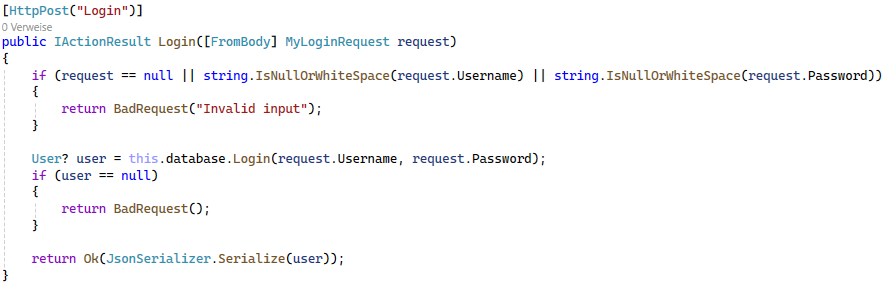 [HttpPost("Login")]
0 Verweise
public IActionResult Login([FromBody] MyLoginRequest request)
{
    if (request == null || string.IsNullOrWhiteSpace(request.Username) || string.IsNullOrWhiteSpace(request.Password))
    {
        return BadRequest("Invalid input");
    }

    User? user = this.database.Login(request.Username, request.Password);
    if (user == null)
    {
        return BadRequest();
    }

    return Ok(JsonSerializer.Serialize(user));
}